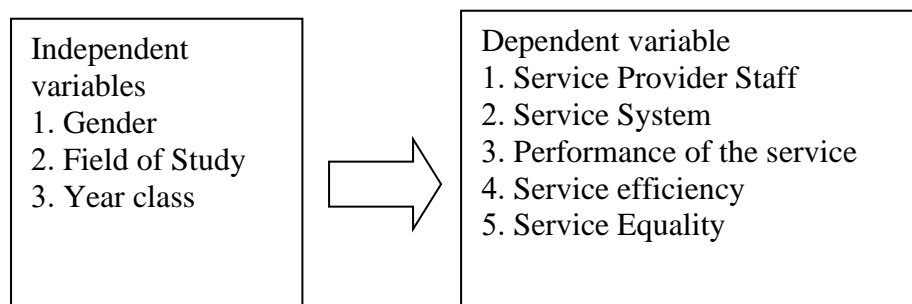 Independent
variables
1. Gender
2. Field of Study
3. Year class
Dependent variable
1. Service Provider Staff
2. Service System
3. Performance of the service
4. Service efficiency
5. Service Equality